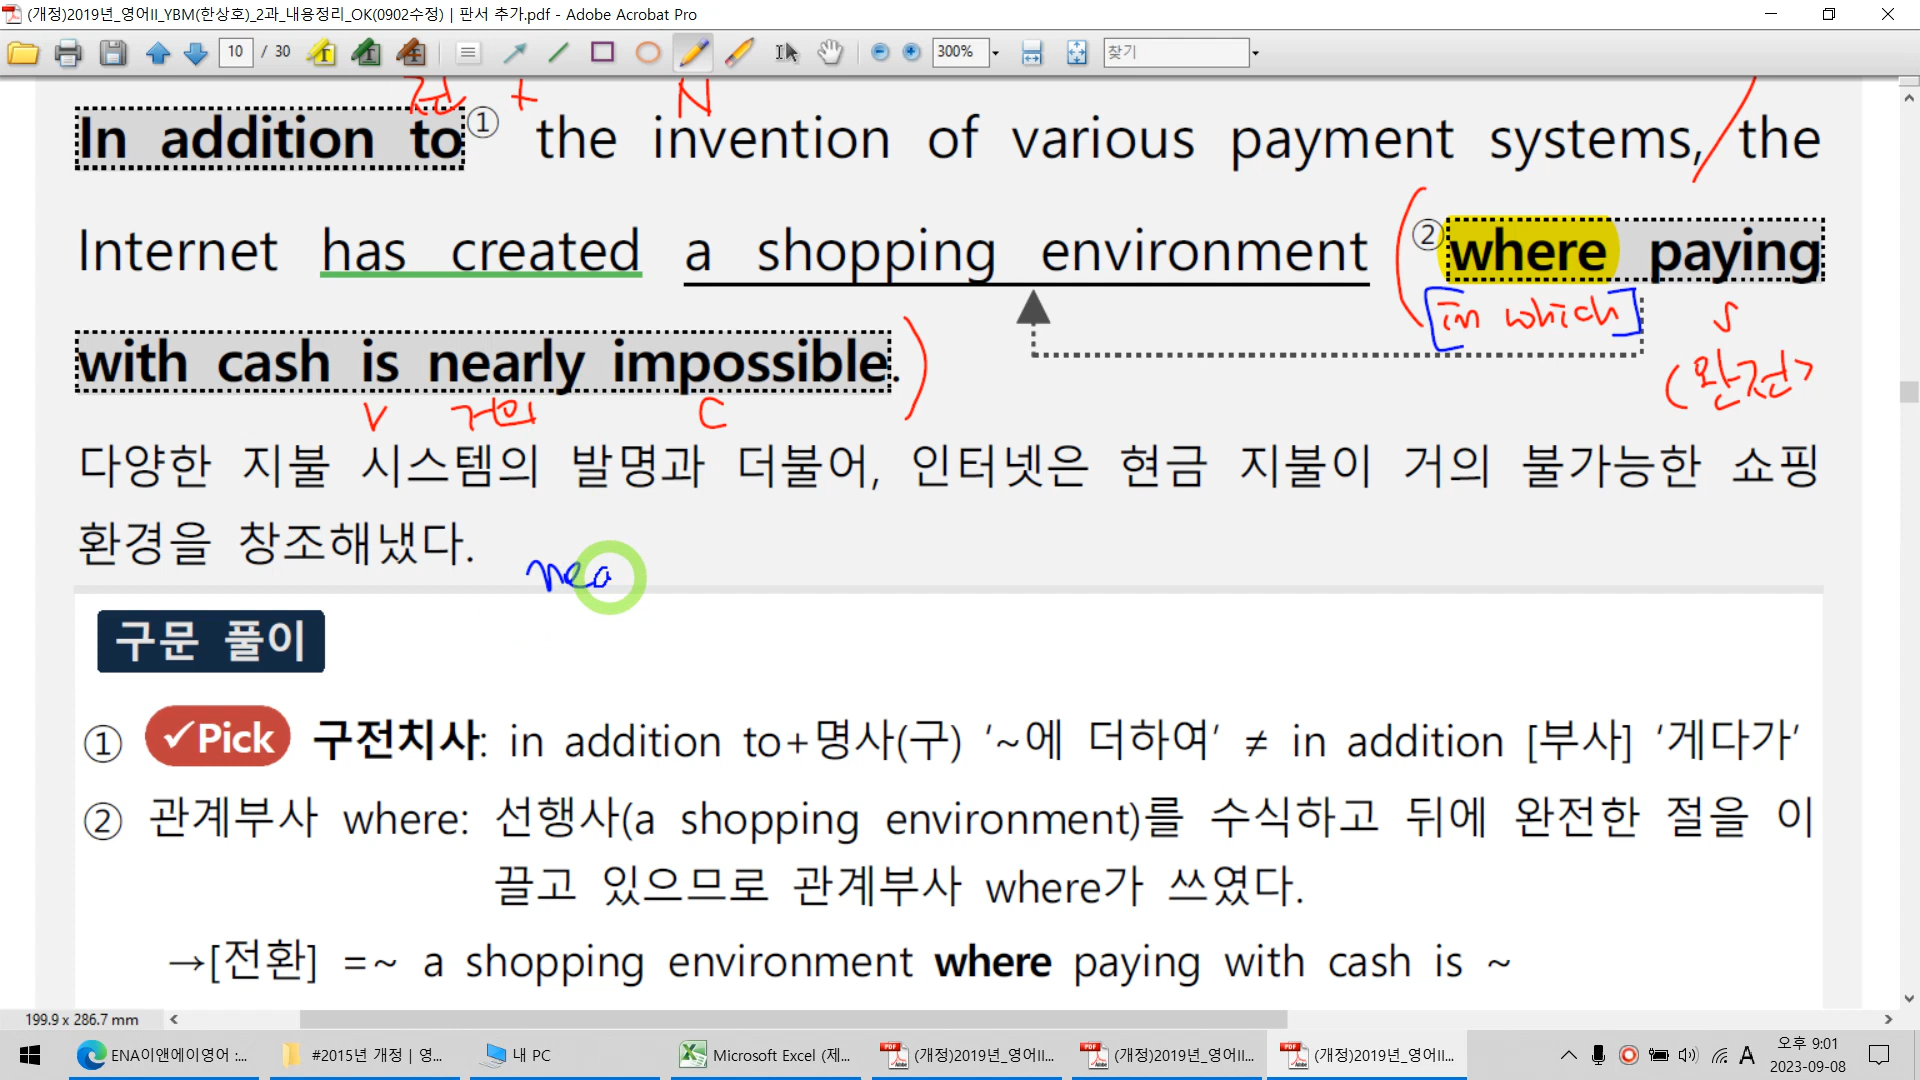 (개정)2019년_영어II_YBM(한상호)_2과_내용정리_OK(0902수정) | 판서 추가.pdf - Adobe Acrobat Pro
10 / 30 300% 찾기
전 + N
In addition to① the invention of various payment systems, the
Internet has created a shopping environment ②where paying
[in which] S
(완전)
with cash is nearly impossible.
V 거의 C
다양한 지불 시스템의 발명과 더불어, 인터넷은 현금 지불이 거의 불가능한 쇼핑
환경을 창조해냈다.
nea
구문 풀이
① ✓Pick 구전치사: in addition to+명사(구) ‘~에 더하여’ ≠ in addition [부사] ‘게다가’
② 관계부사 where: 선행사(a shopping environment)를 수식하고 뒤에 완전한 절을 이
끌고 있으므로 관계부사 where가 쓰였다.
→[전환] =~ a shopping environment where paying with cash is ~
199.9 x 286.7 mm
ENA이앤에이영어 :... #2015년 개정 | 영... 내 PC Microsoft Excel (제... (개정)2019년_영어II... (개정)2019년_영어II... (개정)2019년_영어II... A 오후 9:01
2023-09-08